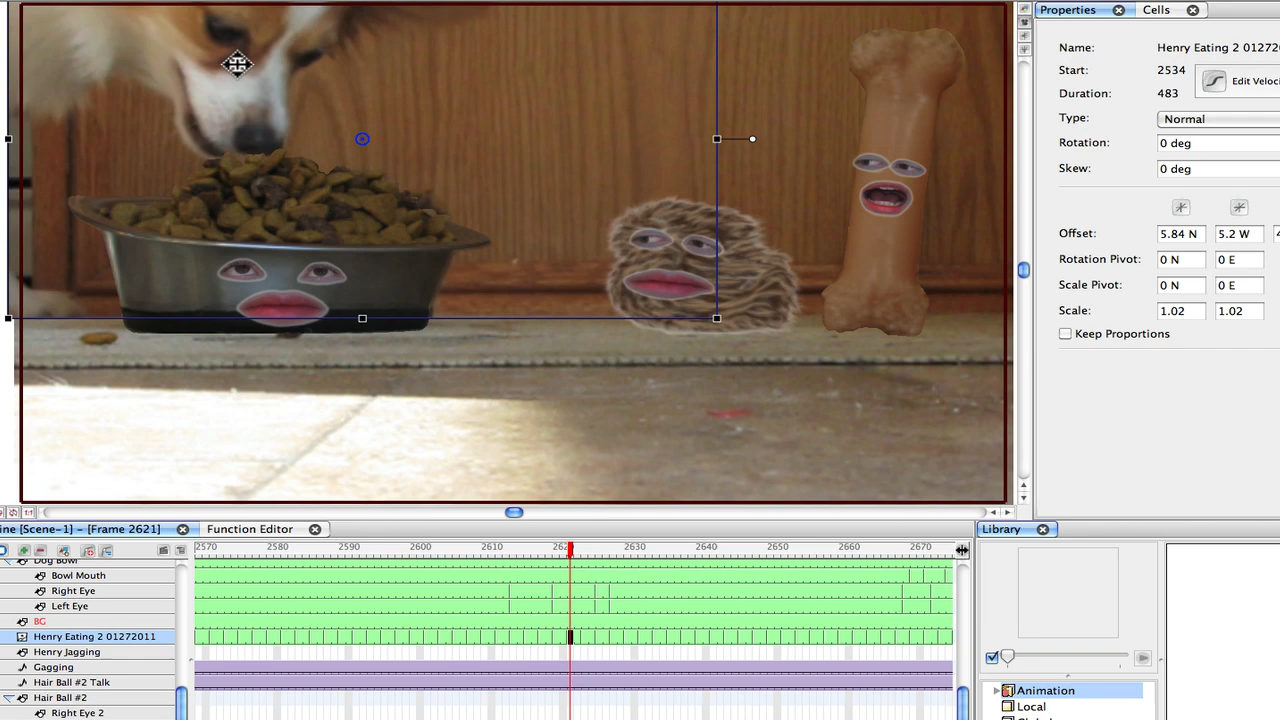 Properties
Cells
Name: Henry Eating 2 01272
Start: 2534
Edit Veloci
Duration: 483
Type: Normal
Rotation: 0 deg
Skew: 0 deg
Offset: 5.84 N 5.2 W 4
Rotation Pivot: 0 N 0 E
Scale Pivot: 0 N 0 E
Scale: 1.02 1.02
Keep Proportions
ine [Scene-1] - [Frame 2621]
Function Editor
Library
2570 2580 2590 2600 2610 262 2630 2640 2650 2660 2670
Dog Bowl
Bowl Mouth
Right Eye
Left Eye
BG
Henry Eating 2 01272011
Henry Jagging
Gagging
Hair Ball #2 Talk
Hair Ball #2
Right Eye 2
Animation
Local